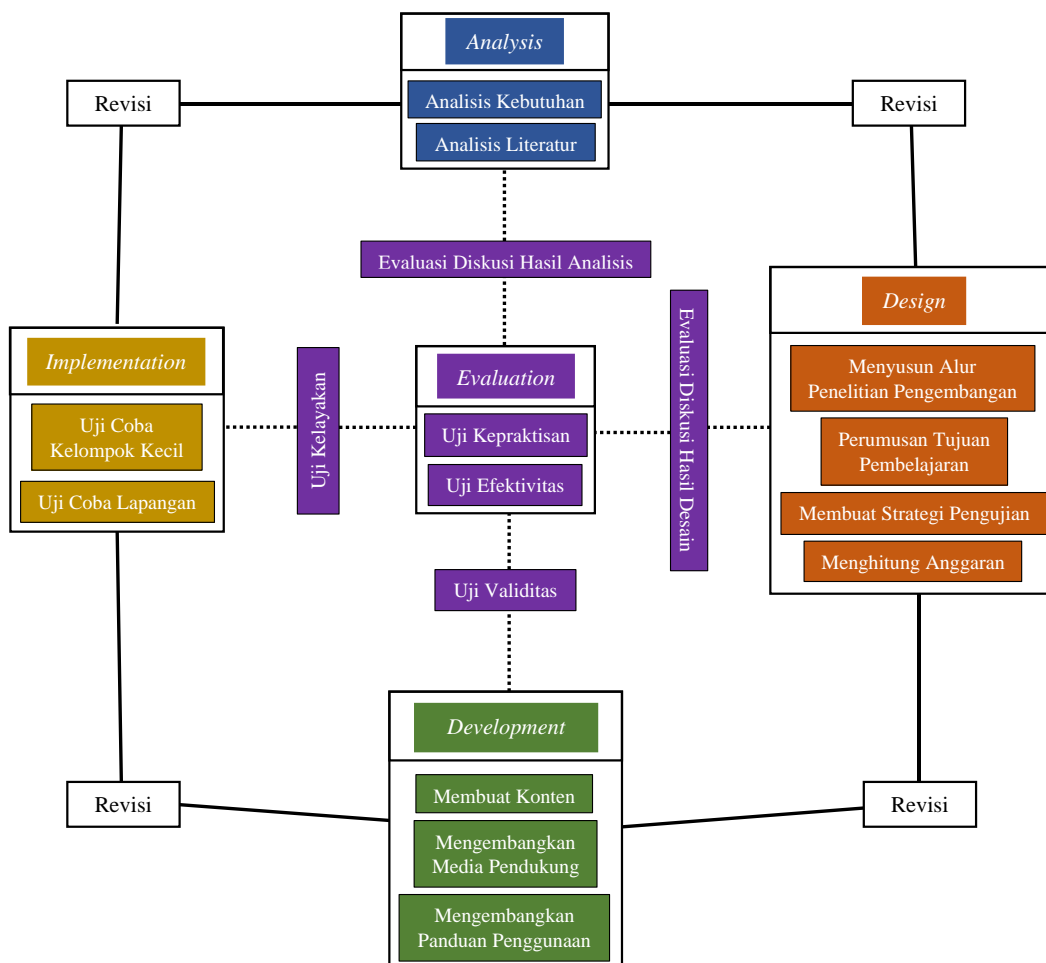 Analysis
Revisi
Analisis Kebutuhan
Revisi
Analisis Literatur
Evaluasi Diskusi Hasil Analisis
Design
Implementation
Evaluation
Evaluasi Diskusi Hasil Desain
Uji Kelayakan
Menyusun Alur
Penelitian Pengembangan
Uji Coba
Kelompok Kecil
Uji Kepraktisan
Perumusan Tujuan
Pembelajaran
Uji Coba Lapangan
Uji Efektivitas
Membuat Strategi Pengujian
Menghitung Anggaran
Uji Validitas
Development
Revisi
Membuat Konten
Revisi
Mengembangkan
Media Pendukung
Mengembangkan
Panduan Penggunaan